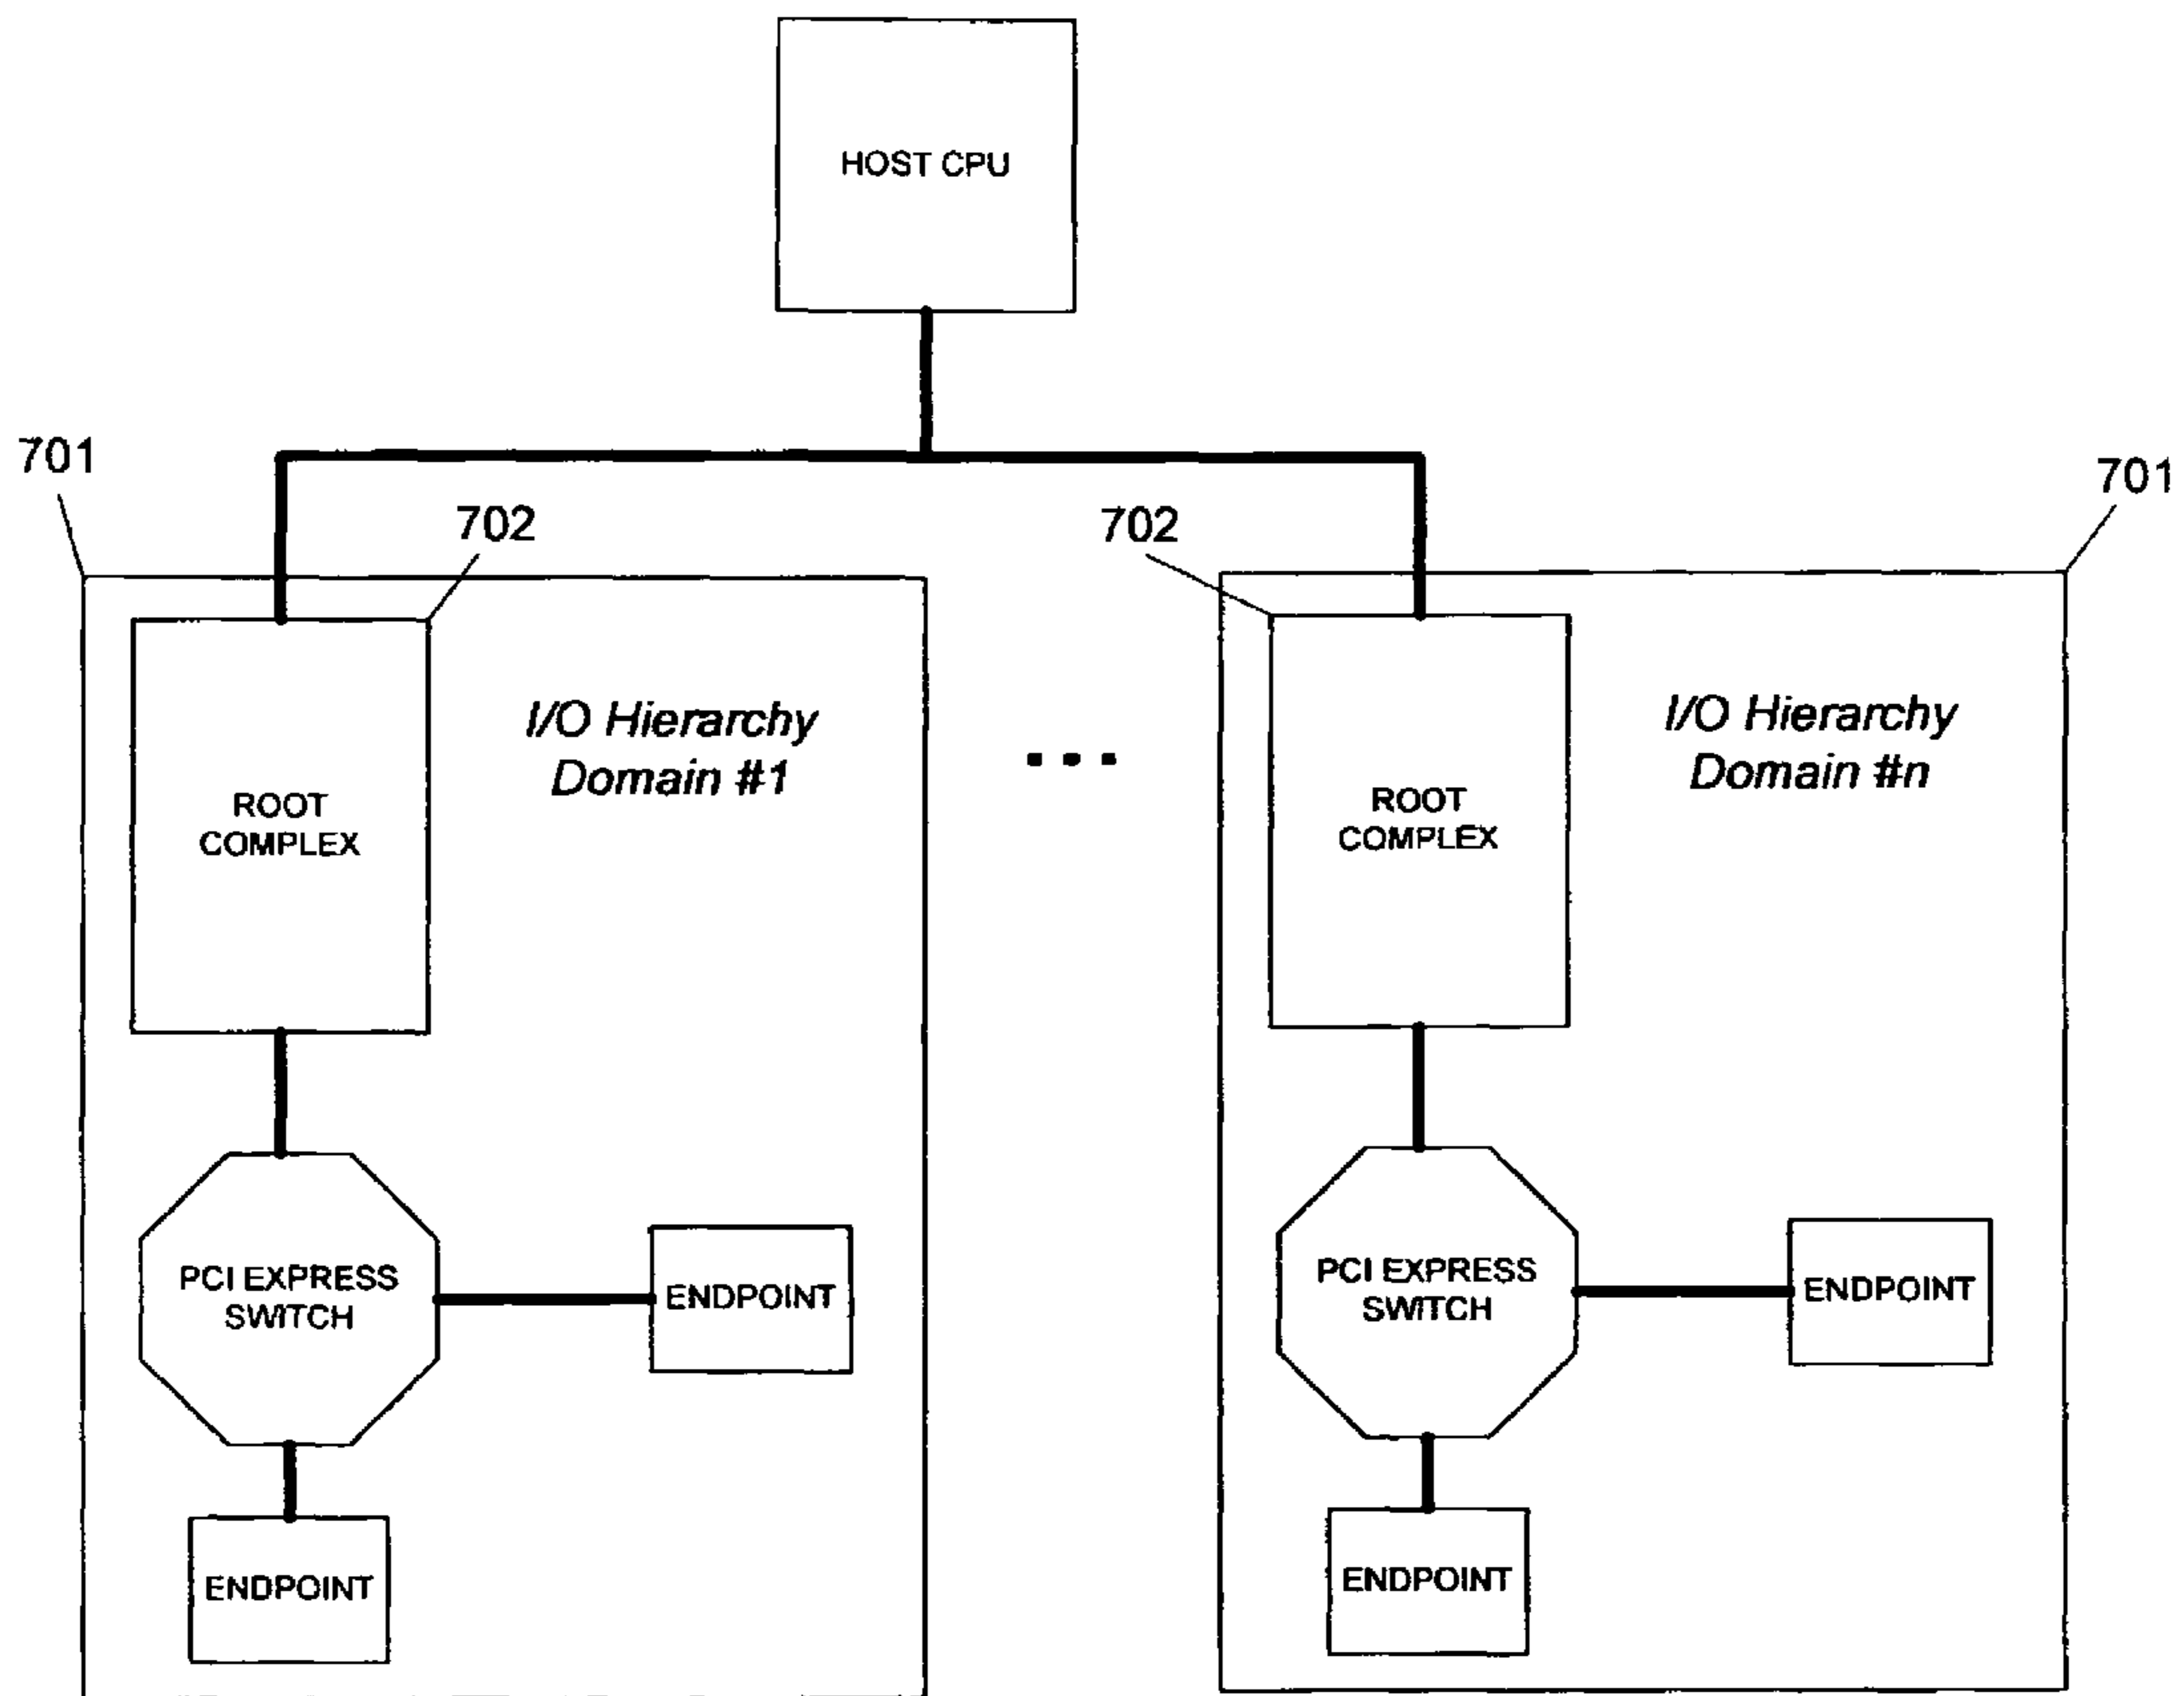 HOST CPU
701
701
702
702
I/O Hierarchy
Domain #1
I/O Hierarchy
Domain #n
...
ROOT
COMPLEX
ROOT
COMPLEX
PCI EXPRESS
SWITCH
ENDPOINT
PCI EXPRESS
SWITCH
ENDPOINT
ENDPOINT
ENDPOINT